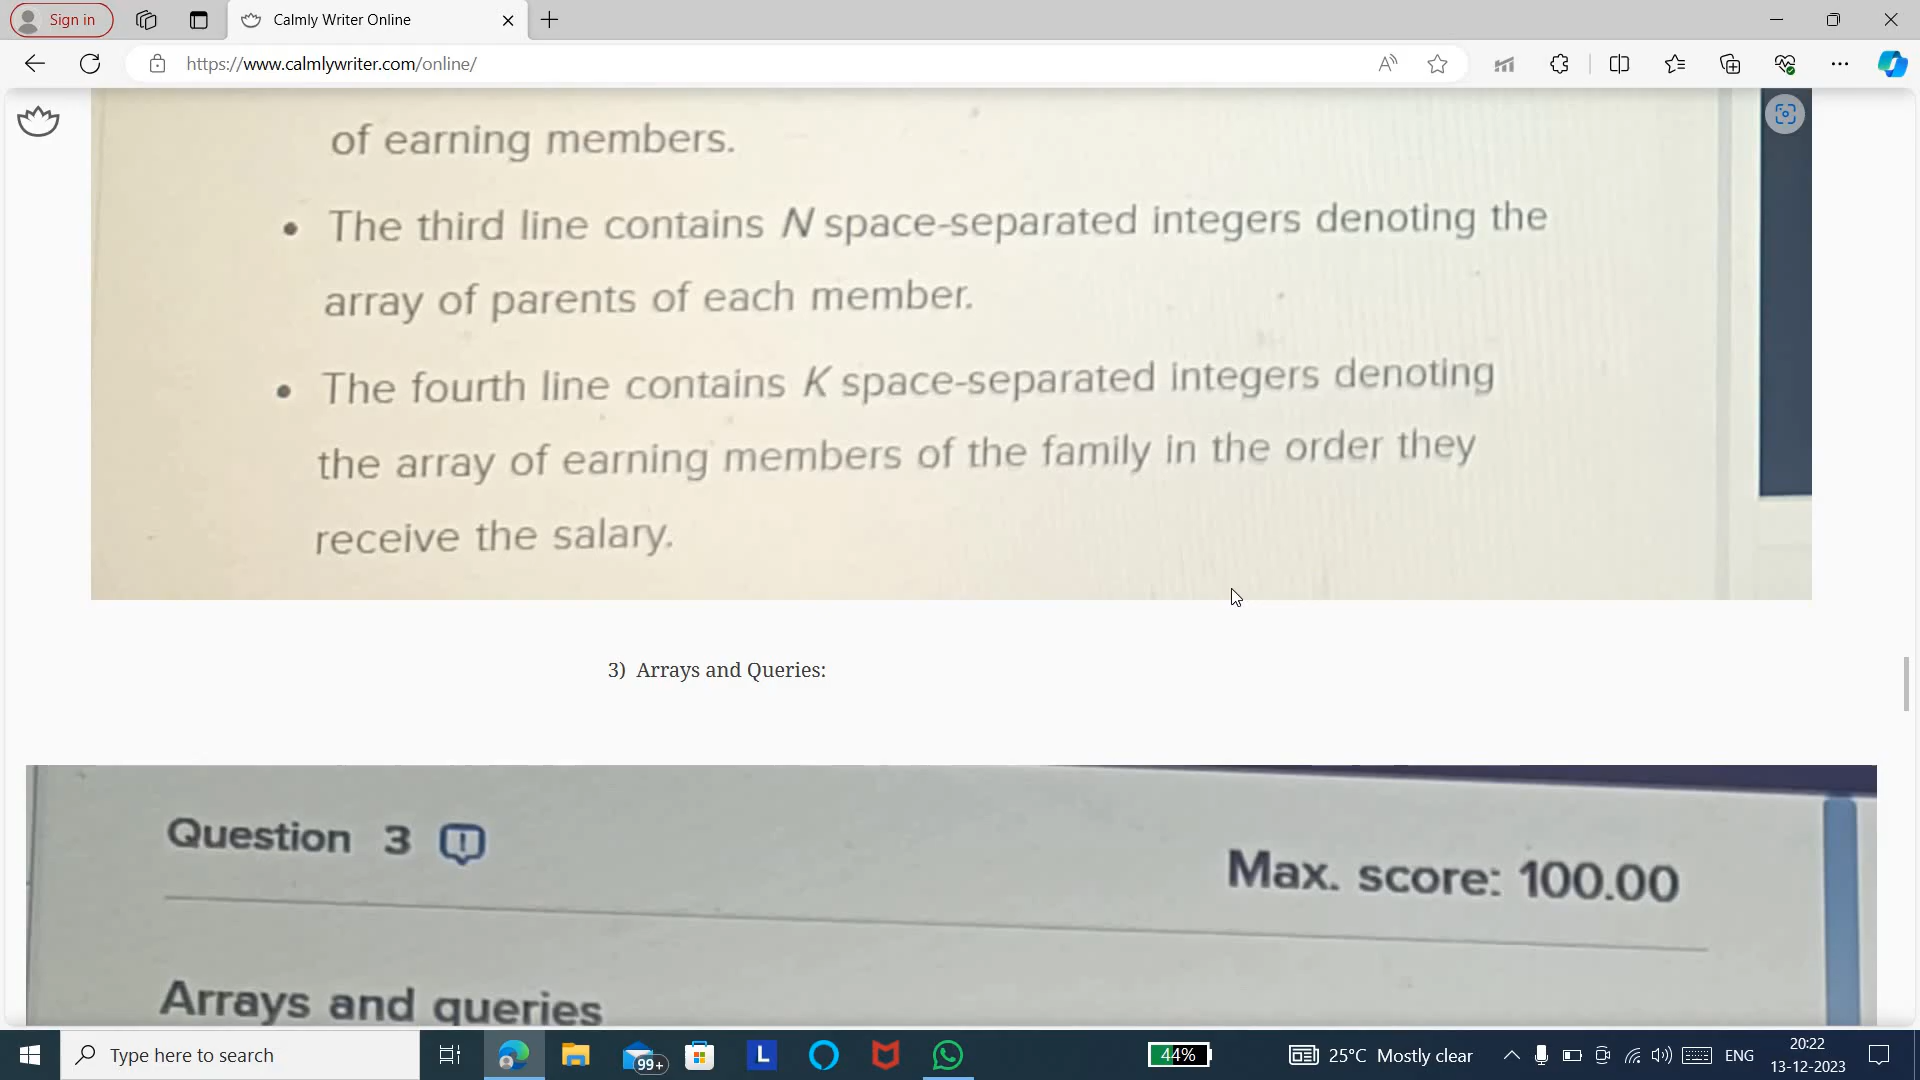 Sign in
Calmly Writer Online
https://www.calmlywriter.com/online/
of earning members.
• The third line contains N space-separated integers denoting the
array of parents of each member.
• The fourth line contains K space-separated integers denoting
the array of earning members of the family in the order they
receive the salary.
3) Arrays and Queries:
Question 3
Max. score: 100.00
Arrays and queries
Type here to search
99+
L
44%
25°C Mostly clear
ENG
20:22
13-12-2023